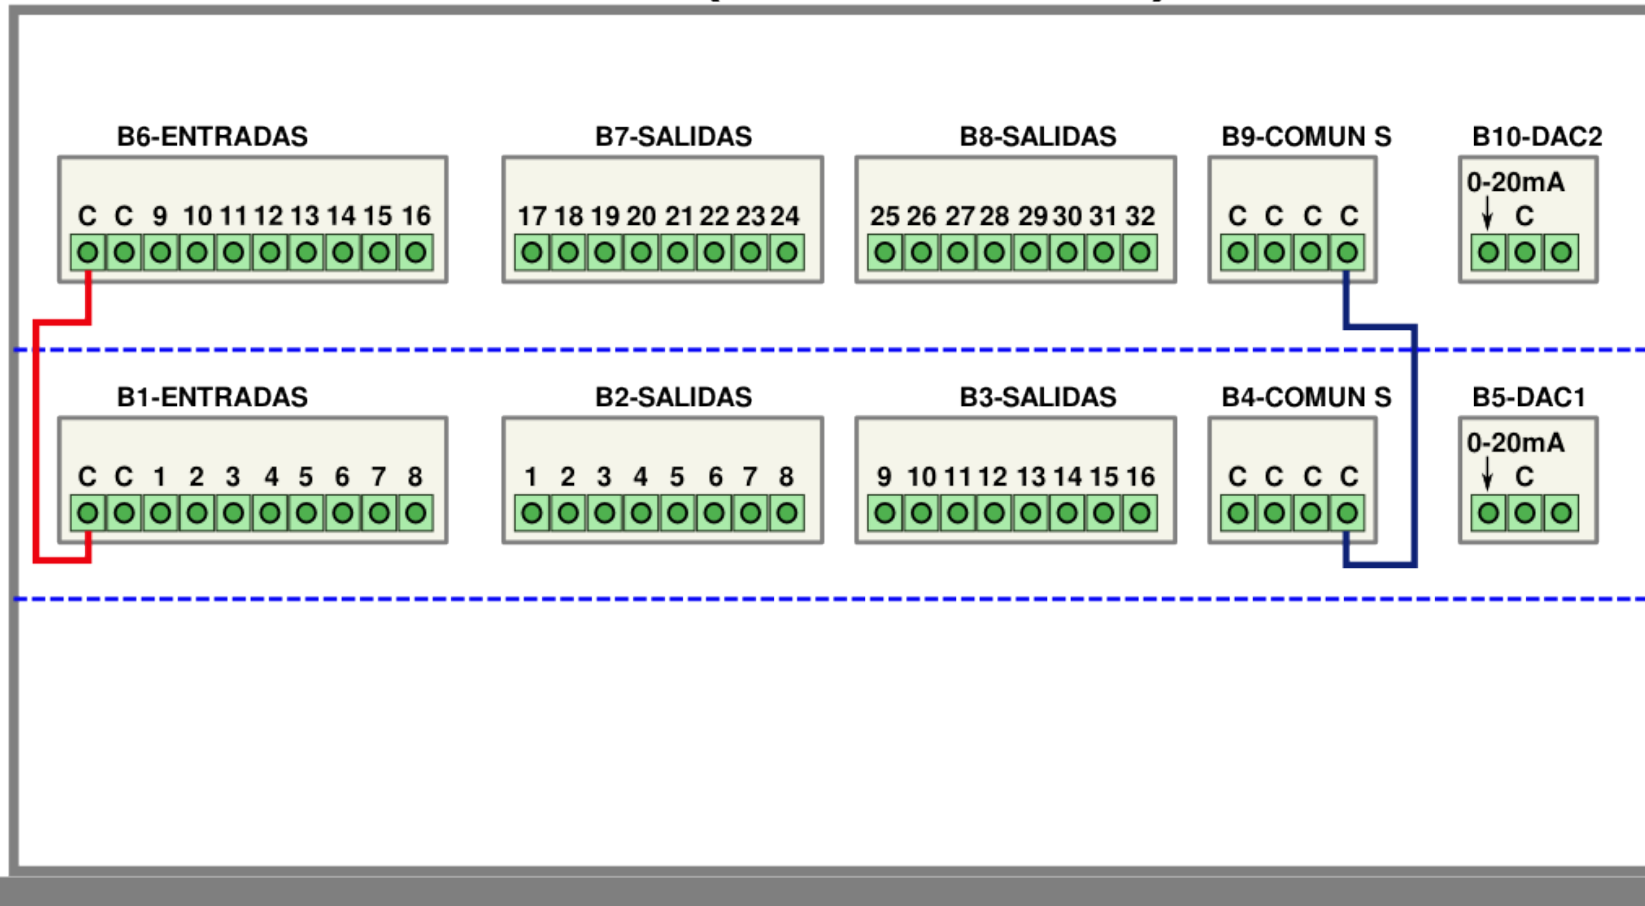 B6-ENTRADAS B7-SALIDAS B8-SALIDAS B9-COMUN S B10-DAC2
0-20mA
C C 9 10 11 12 13 14 15 16 17 18 19 20 21 22 23 24 25 26 27 28 29 30 31 32 C C C C C
B1-ENTRADAS B2-SALIDAS B3-SALIDAS B4-COMUN S B5-DAC1
0-20mA
C C 1 2 3 4 5 6 7 8 1 2 3 4 5 6 7 8 9 10 11 12 13 14 15 16 C C C C C